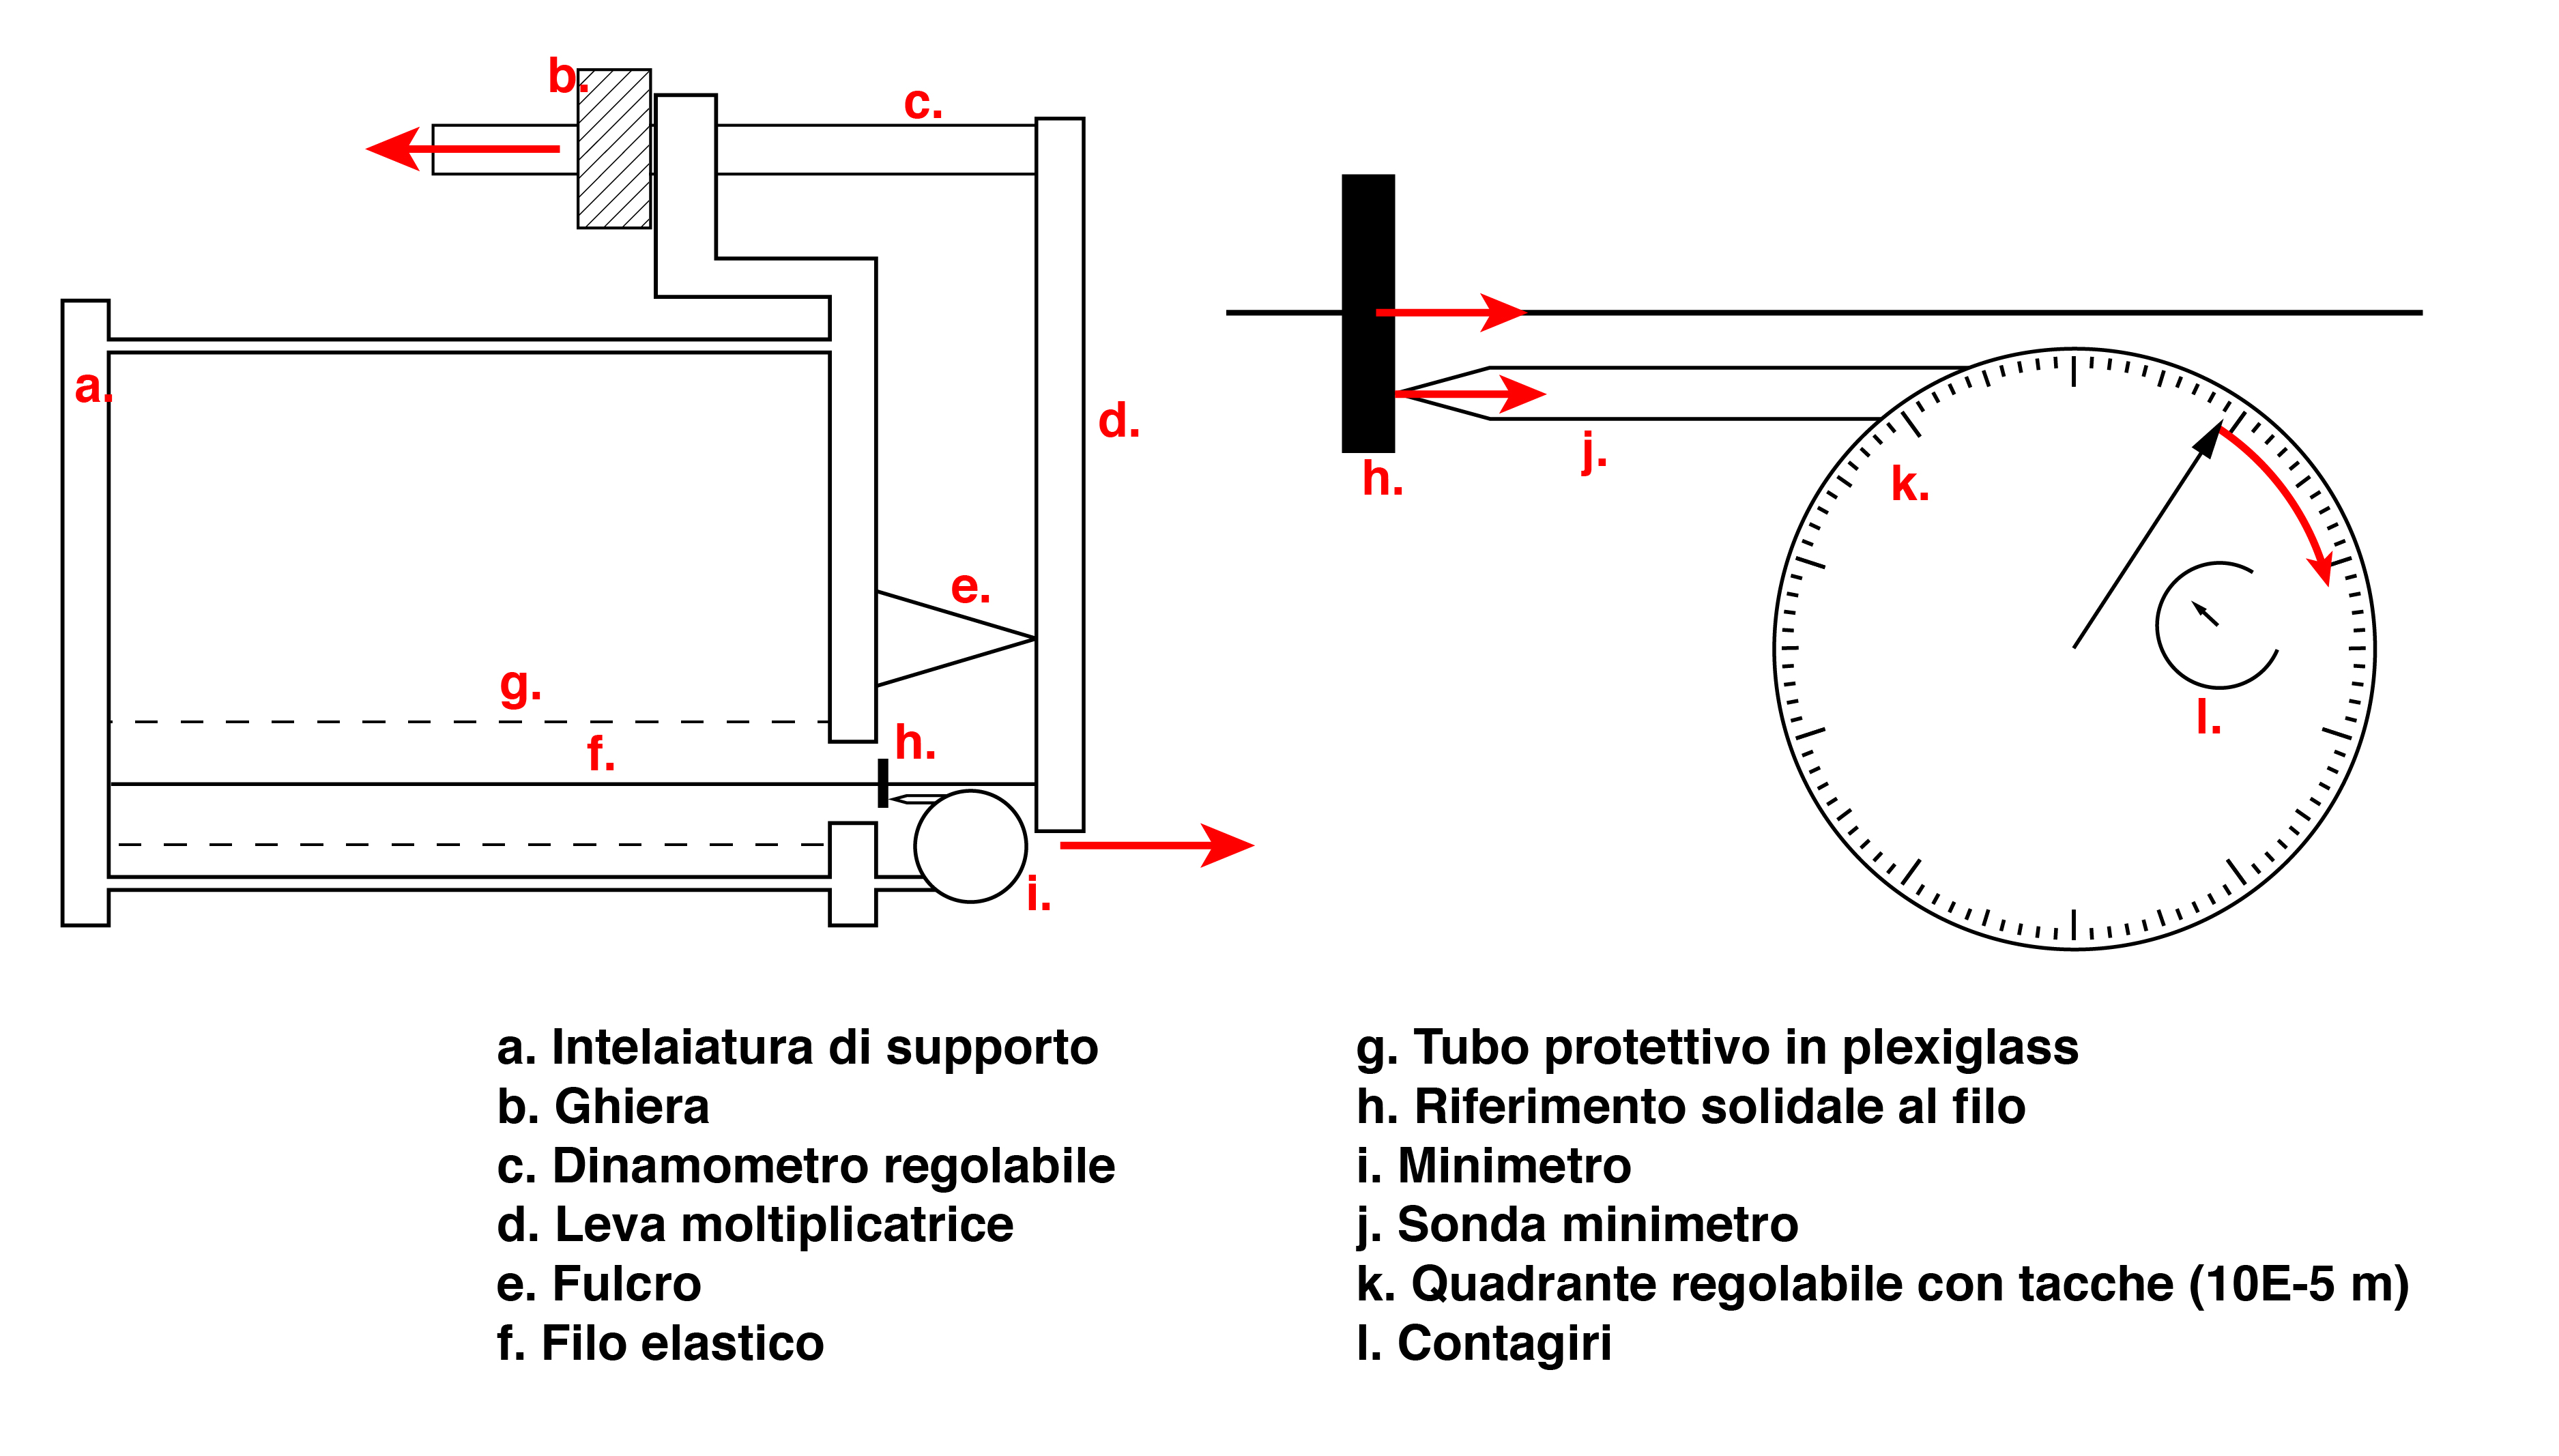 b.
c.
a.
d.
e.
g.
f.
h.
i.
h.
j.
k.
l.
a. Intelaiatura di supporto
b. Ghiera
c. Dinamometro regolabile
d. Leva moltiplicatrice
e. Fulcro
f. Filo elastico
g. Tubo protettivo in plexiglass
h. Riferimento solidale al filo
i. Minimetro
j. Sonda minimetro
k. Quadrante regolabile con tacche (10E-5 m)
l. Contagiri